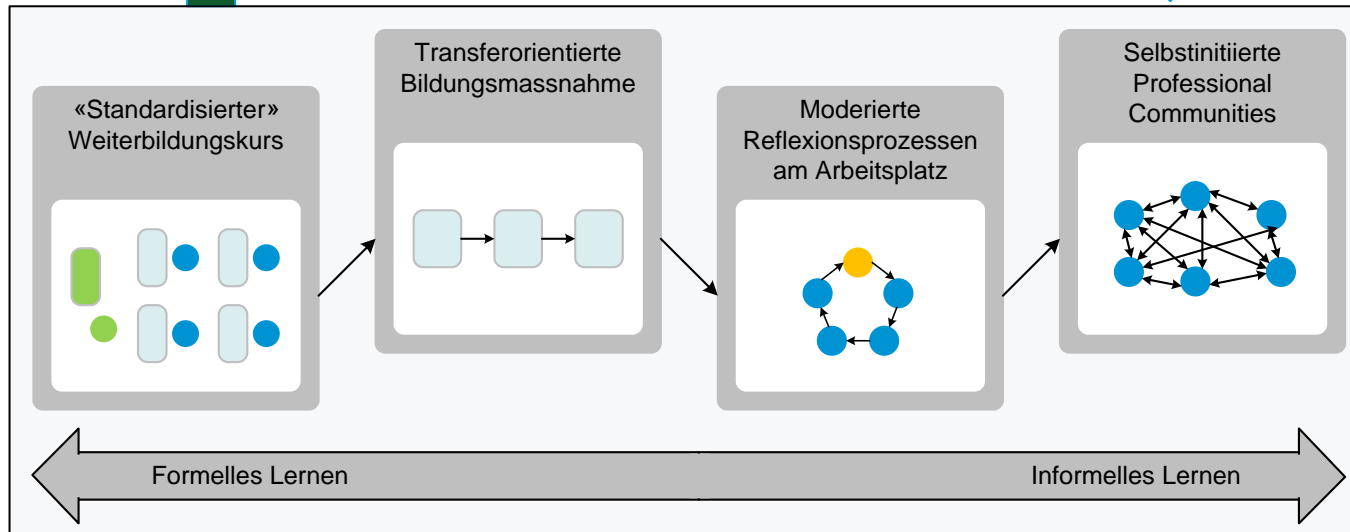 «Standardisierter»
Weiterbildungskurs
Transferorientierte
Bildungsmassnahme
Moderierte
Reflexionsprozessen
am Arbeitsplatz
Selbstinitiierte
Professional
Communities
Formelles Lernen
Informelles Lernen